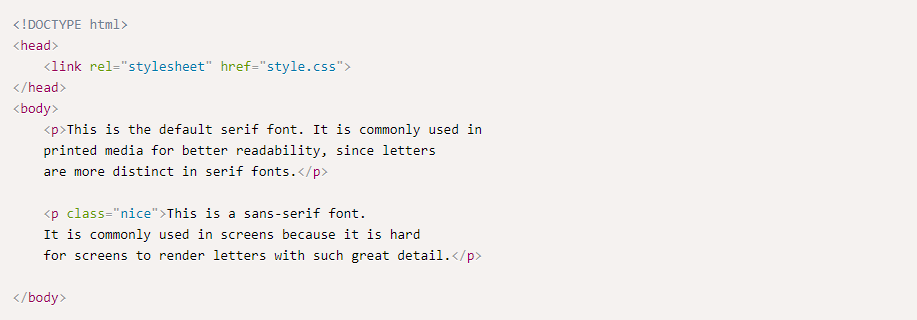 <!DOCTYPE html>
<head>
    <link rel="stylesheet" href="style.css">
</head>
<body>
    <p>This is the default serif font. It is commonly used in
    printed media for better readability, since letters
    are more distinct in serif fonts.</p>

    <p class="nice">This is a sans-serif font.
    It is commonly used in screens because it is hard
    for screens to render letters with such great detail.</p>

</body>